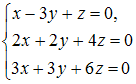 x − 3y + z = 0,
2x + 2y + 4z = 0
3x + 3y + 6z = 0